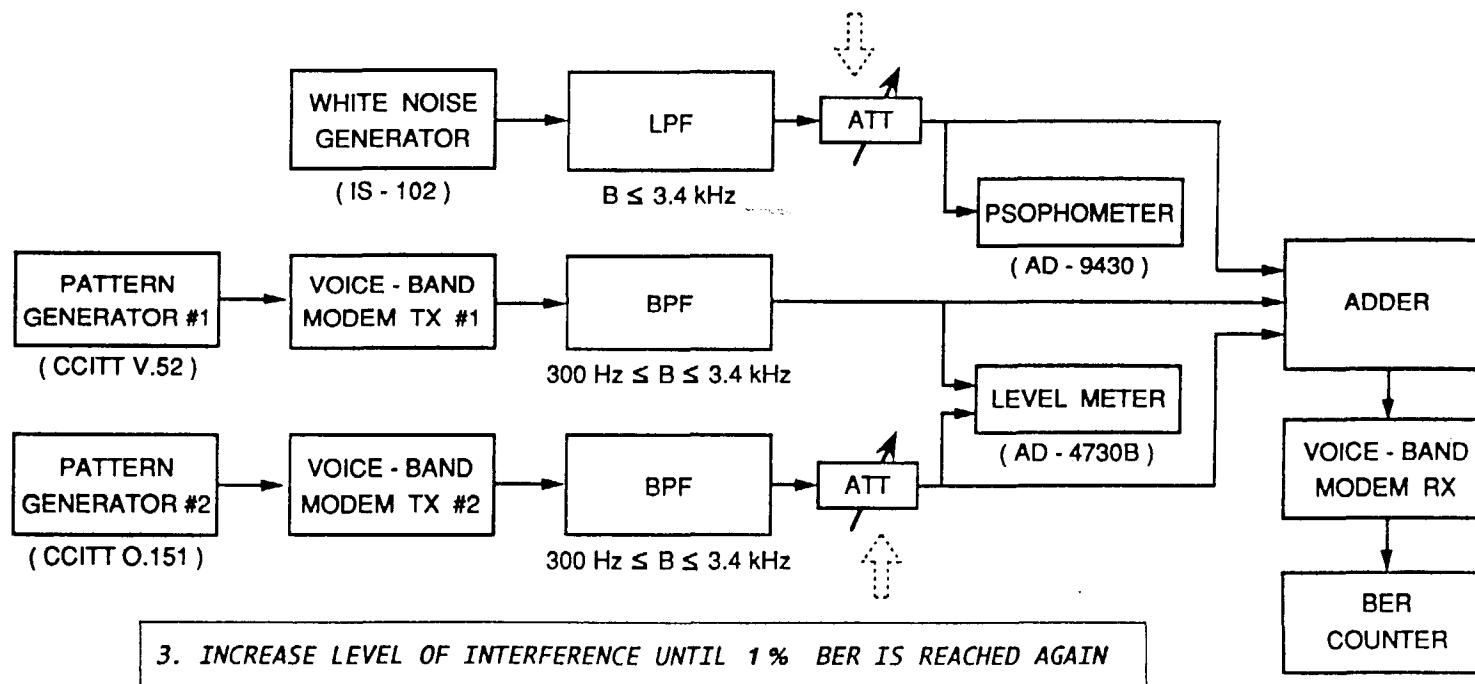 WHITE NOISE
GENERATOR
( IS - 102 )
LPF
B ≤ 3.4 kHz
ATT
PSOPHOMETER
( AD - 9430 )
PATTERN
GENERATOR #1
( CCITT V.52 )
VOICE - BAND
MODEM TX #1
BPF
300 Hz ≤ B ≤ 3.4 kHz
ADDER
LEVEL METER
( AD - 4730B )
PATTERN
GENERATOR #2
( CCITT O.151 )
VOICE - BAND
MODEM TX #2
BPF
300 Hz ≤ B ≤ 3.4 kHz
ATT
VOICE - BAND
MODEM RX
BER
COUNTER
3. INCREASE LEVEL OF INTERFERENCE UNTIL 1 % BER IS REACHED AGAIN